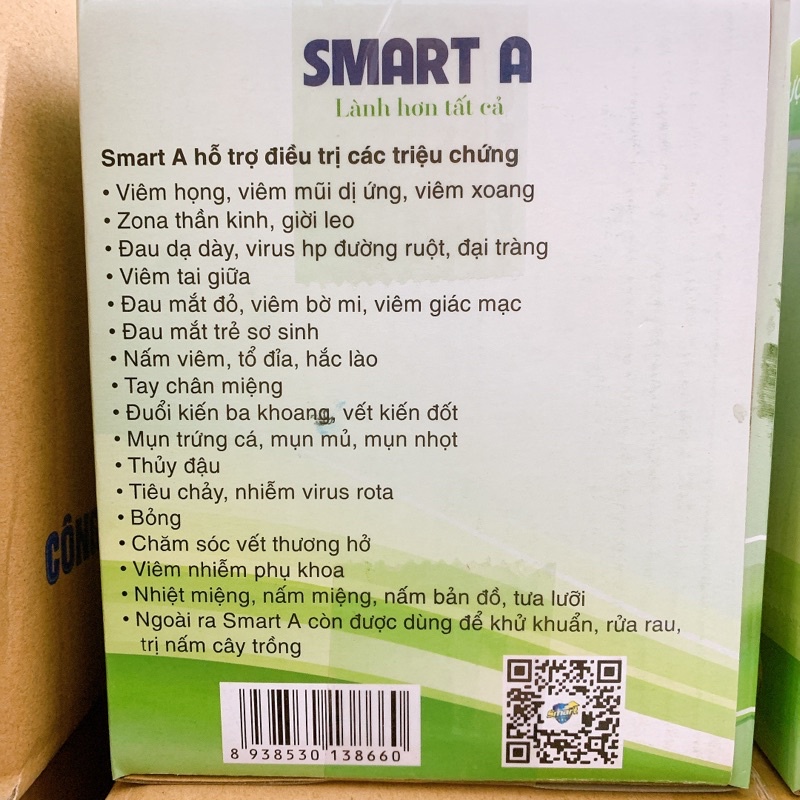 SMART A
Lành hơn tất cả
Smart A hỗ trợ điều trị các triệu chứng
• Viêm họng, viêm mũi dị ứng, viêm xoang
• Zona thần kinh, giời leo
• Đau dạ dày, virus hp đường ruột, đại tràng
• Viêm tai giữa
• Đau mắt đỏ, viêm bờ mi, viêm giác mạc
• Đau mắt trẻ sơ sinh
• Nấm viêm, tổ đỉa, hắc lào
• Tay chân miệng
• Đuổi kiến ba khoang, vết kiến đốt
• Mụn trứng cá, mụn mủ, mụn nhọt
• Thủy đậu
• Tiêu chảy, nhiễm virus rota
• Bỏng
• Chăm sóc vết thương hở
• Viêm nhiễm phụ khoa
• Nhiệt miệng, nấm miệng, nấm bản đồ, tưa lưỡi
• Ngoài ra Smart A còn được dùng để khử khuẩn, rửa rau,
trị nấm cây trồng
CÔNG
Smart
8 938530 138660